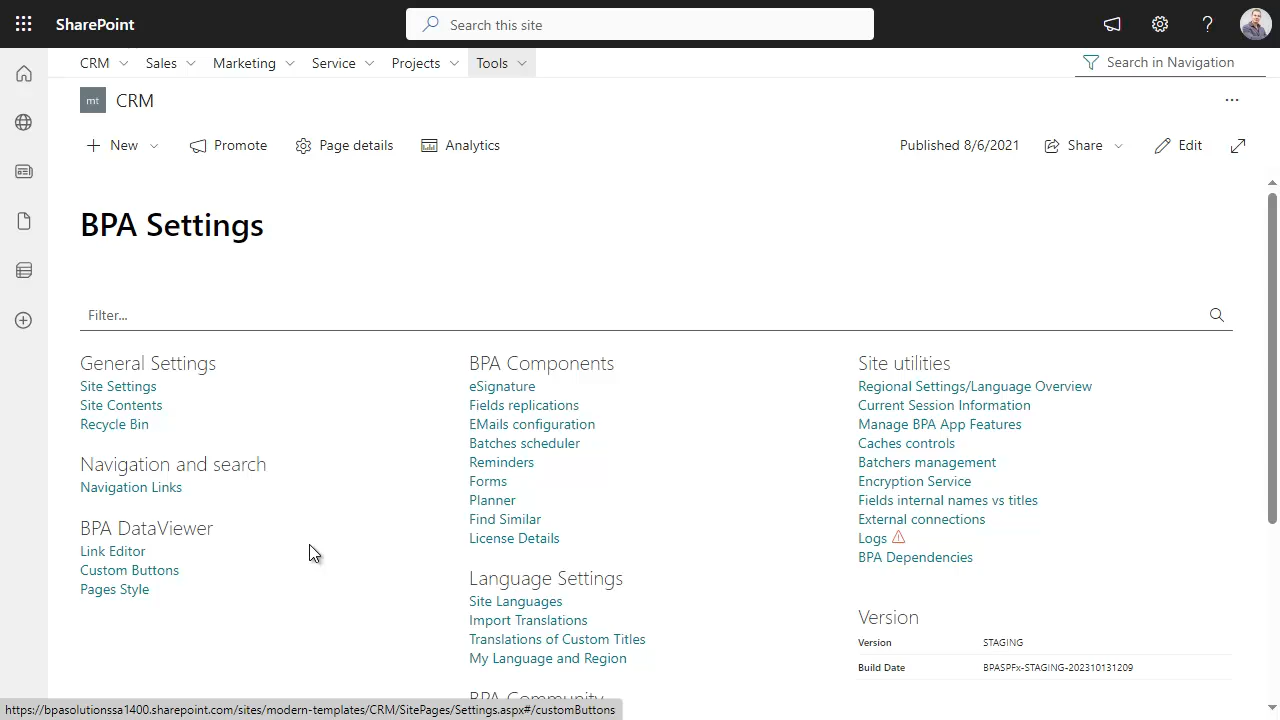 SharePoint
Search this site
CRM Sales Marketing Service Projects Tools
Search in Navigation
mt CRM
New Promote Page details Analytics
Published 8/6/2021 Share Edit
BPA Settings
Filter...
General Settings
Site Settings
Site Contents
Recycle Bin
Navigation and search
Navigation Links
BPA DataViewer
Link Editor
Custom Buttons
Pages Style
BPA Components
eSignature
Fields replications
EMails configuration
Batches scheduler
Reminders
Forms
Planner
Find Similar
License Details
Language Settings
Site Languages
Import Translations
Translations of Custom Titles
My Language and Region
BPA Community
Site utilities
Regional Settings/Language Overview
Current Session Information
Manage BPA App Features
Caches controls
Batchers management
Encryption Service
Fields internal names vs titles
External connections
Logs
BPA Dependencies
Version
Version STAGING
Build Date BPASPFx-STAGING-202310131209
https://bpasolutionssa1400.sharepoint.com/sites/modern-templates/CRM/SitePages/Settings.aspx#/customButtons